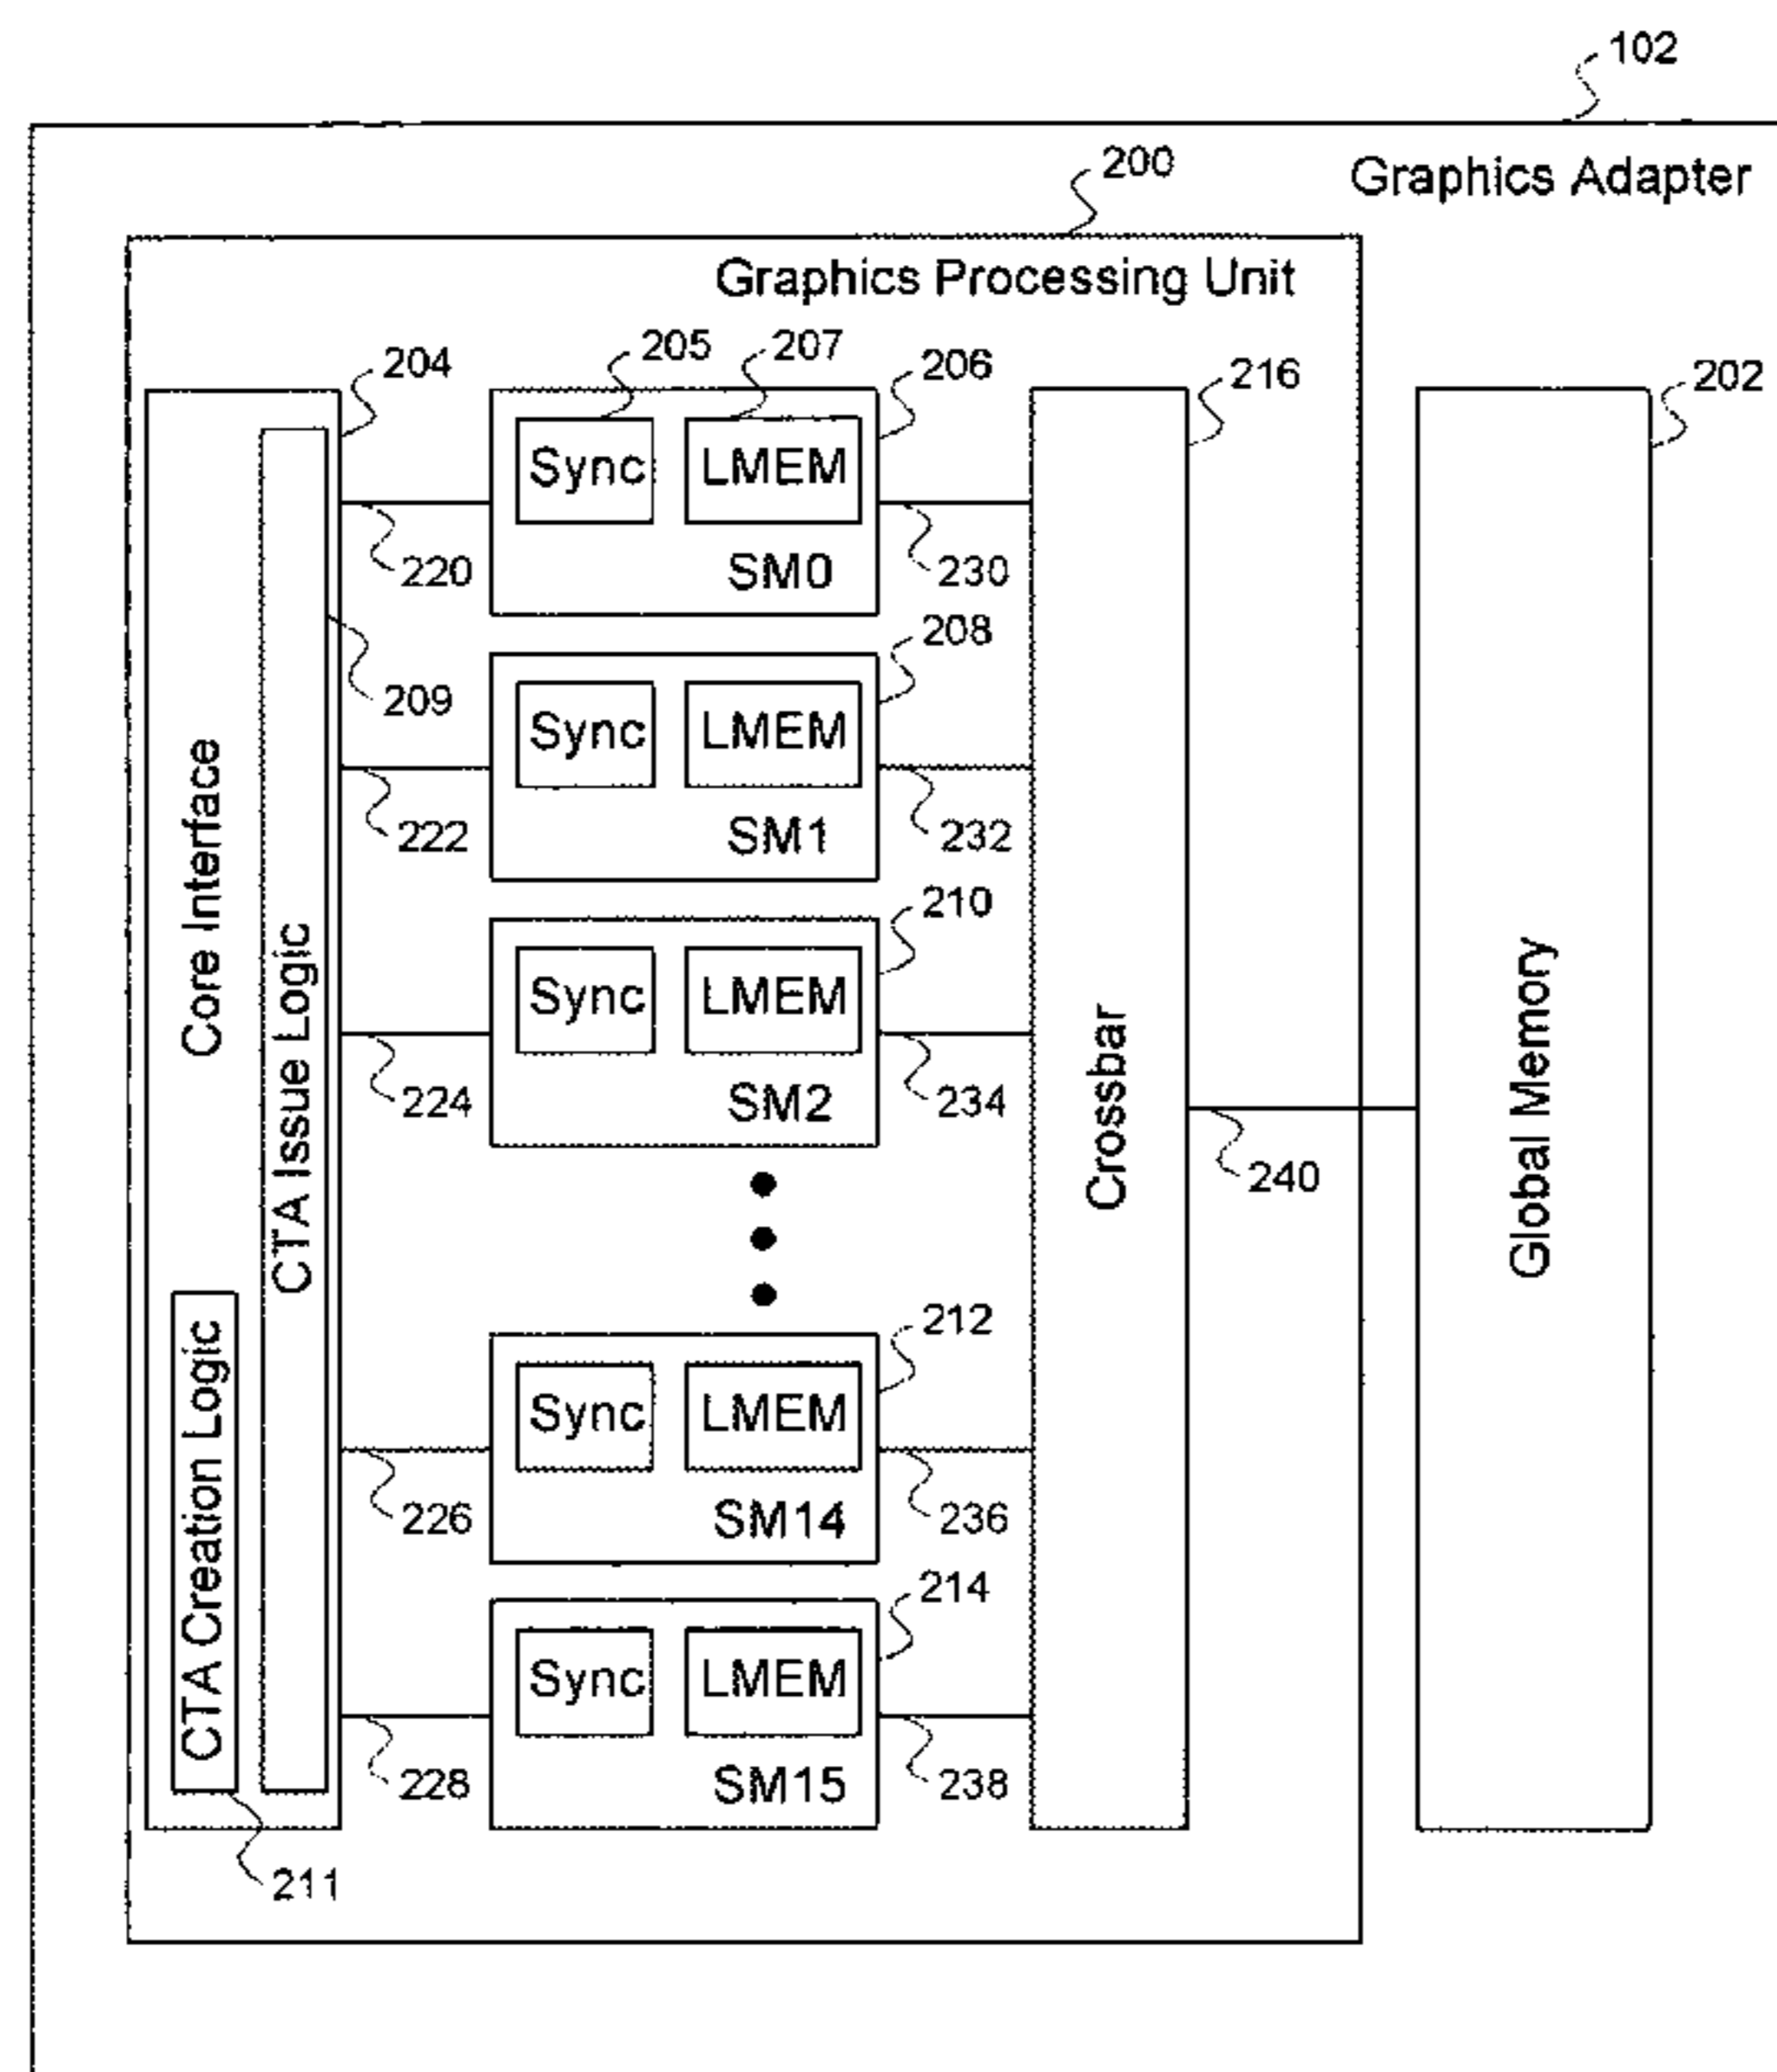 102
Graphics Adapter
200
Graphics Processing Unit
204
205
207
206
216
202
Sync
LMEM
SM0
220
230
209
208
Sync
LMEM
SM1
222
232
210
Sync
LMEM
SM2
224
234
Core Interface
CTA Issue Logic
CTA Creation Logic
Crossbar
240
Global Memory
212
Sync
LMEM
SM14
226
236
214
Sync
LMEM
SM15
228
238
211